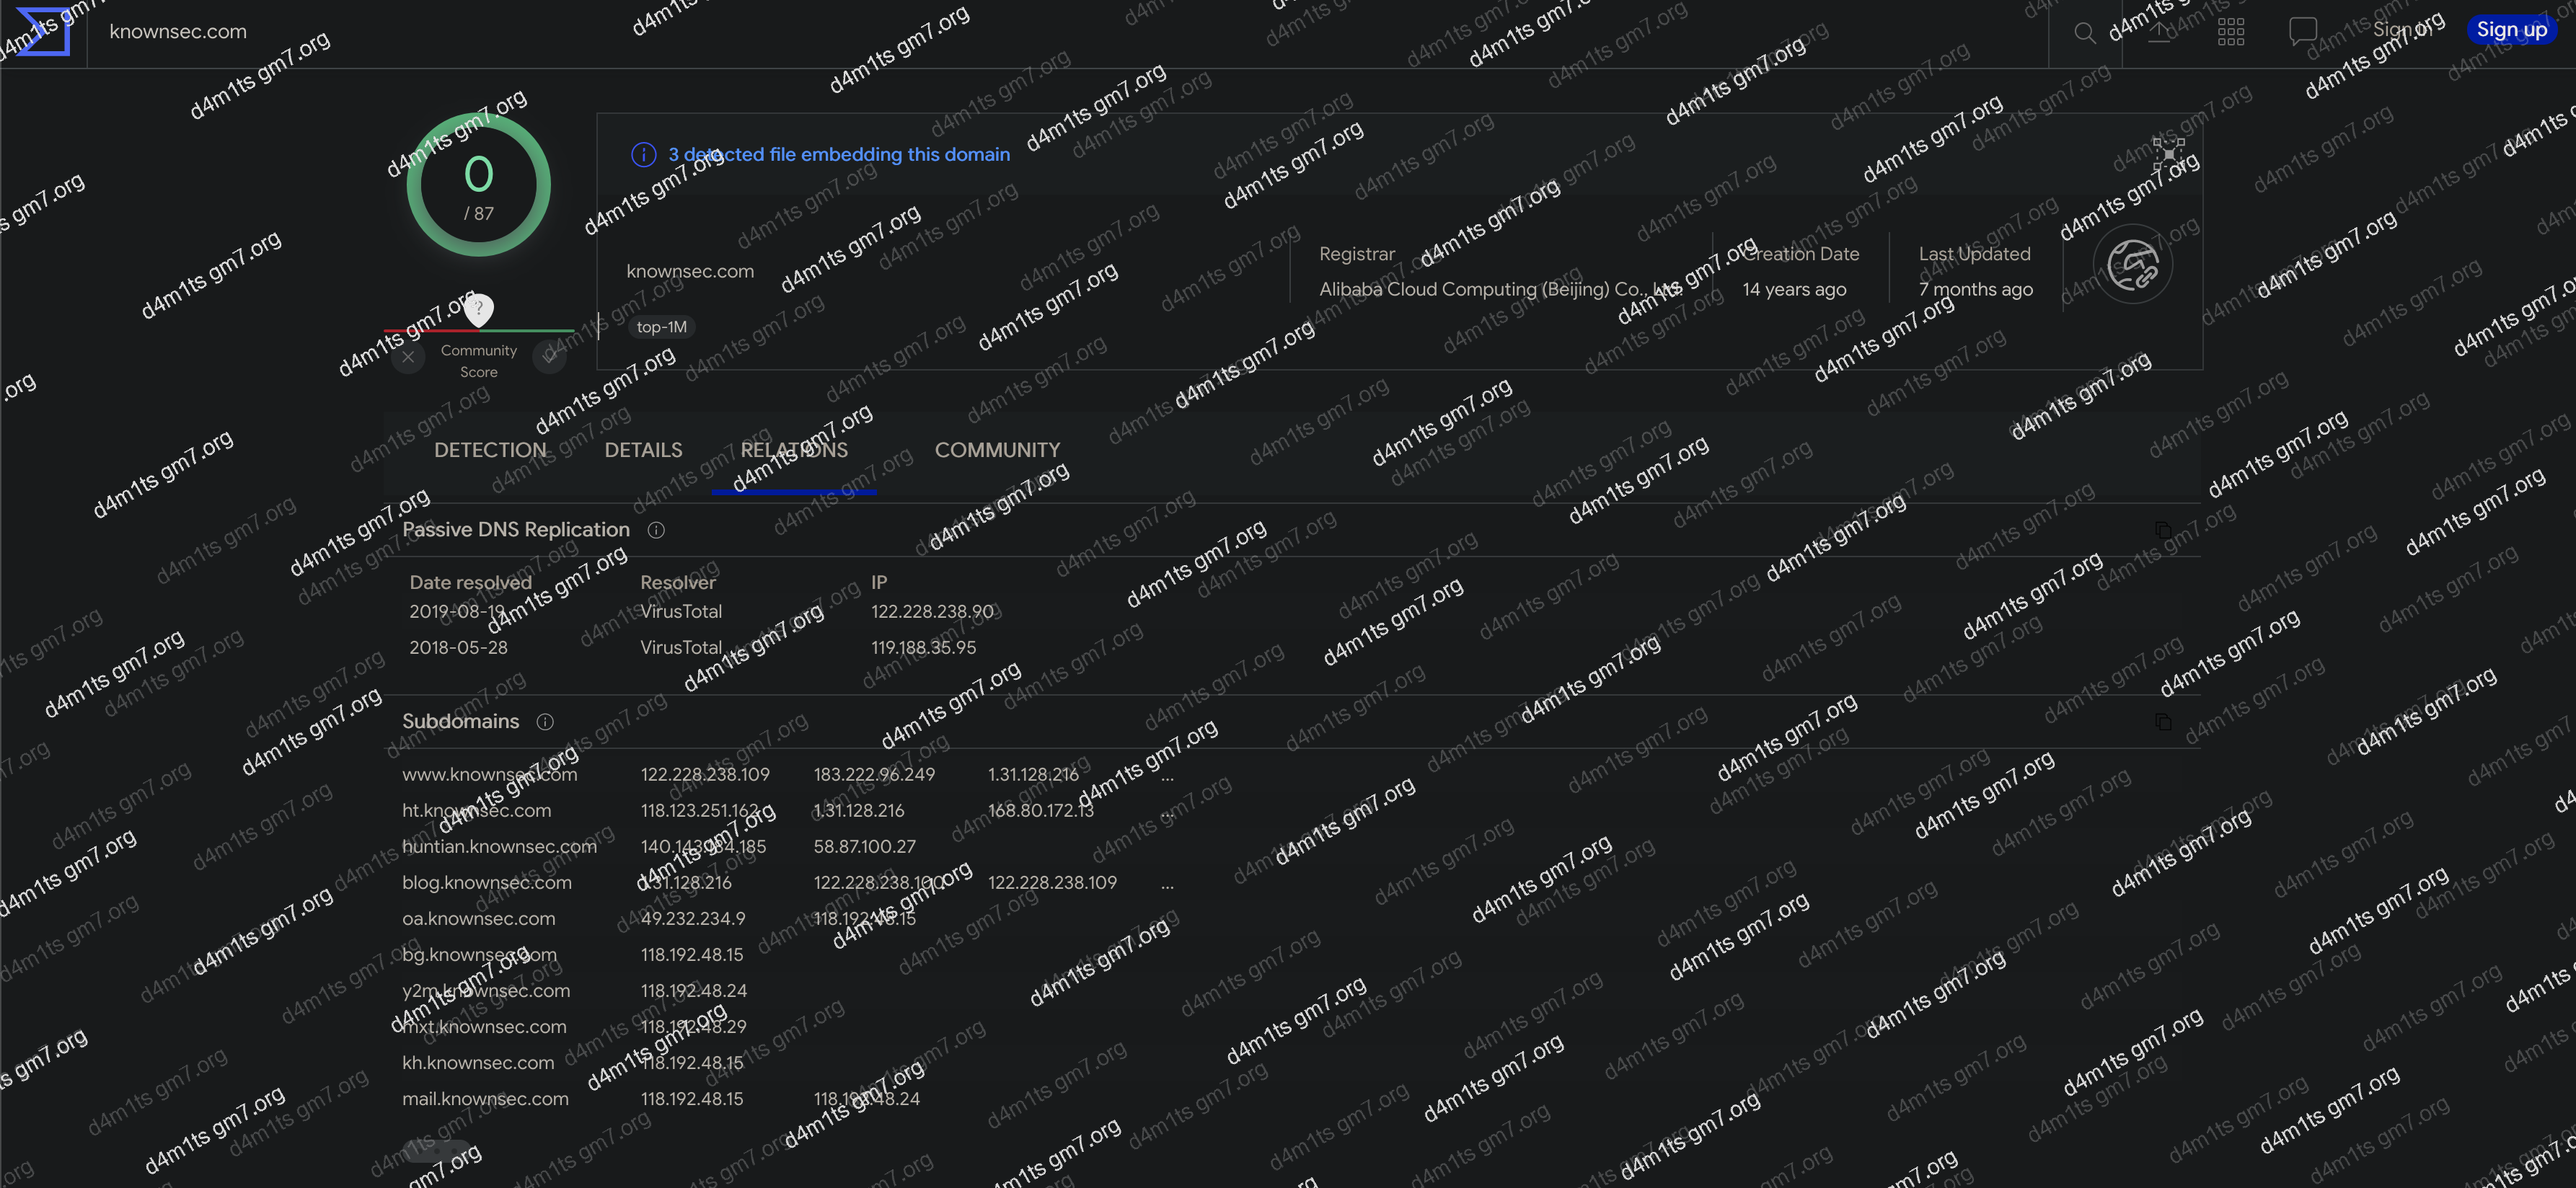 knownsec.com
Sign in
Sign up
0
/ 87
3 detected file embedding this domain
?
Community
Score
knownsec.com
top-1M
Registrar
Alibaba Cloud Computing (Beijing) Co., Ltd.
Creation Date
14 years ago
Last Updated
7 months ago
DETECTION DETAILS RELATIONS COMMUNITY
Passive DNS Replication
Date resolved Resolver IP
2019-08-19 VirusTotal 122.228.238.90
2018-05-28 VirusTotal 119.188.35.95
Subdomains
www.knownsec.com 122.228.238.109 183.222.96.249 1.31.128.216 ...
ht.knownsec.com 118.123.251.162 1.31.128.216 168.80.172.13 ...
huntian.knownsec.com 58.87.100.27
blog.knownsec.com 1.31.128.216 122.228.238.109 ...
oa.knownsec.com 49.232.234.9 118.192.48.15
bg.knownsec.com 118.192.48.15
y2m.knownsec.com 118.192.48.24
mxt.knownsec.com 118.192.48.29
kh.knownsec.com 118.192.48.15
mail.knownsec.com 118.192.48.15 118.192.48.24
d4m1ts gm7.org